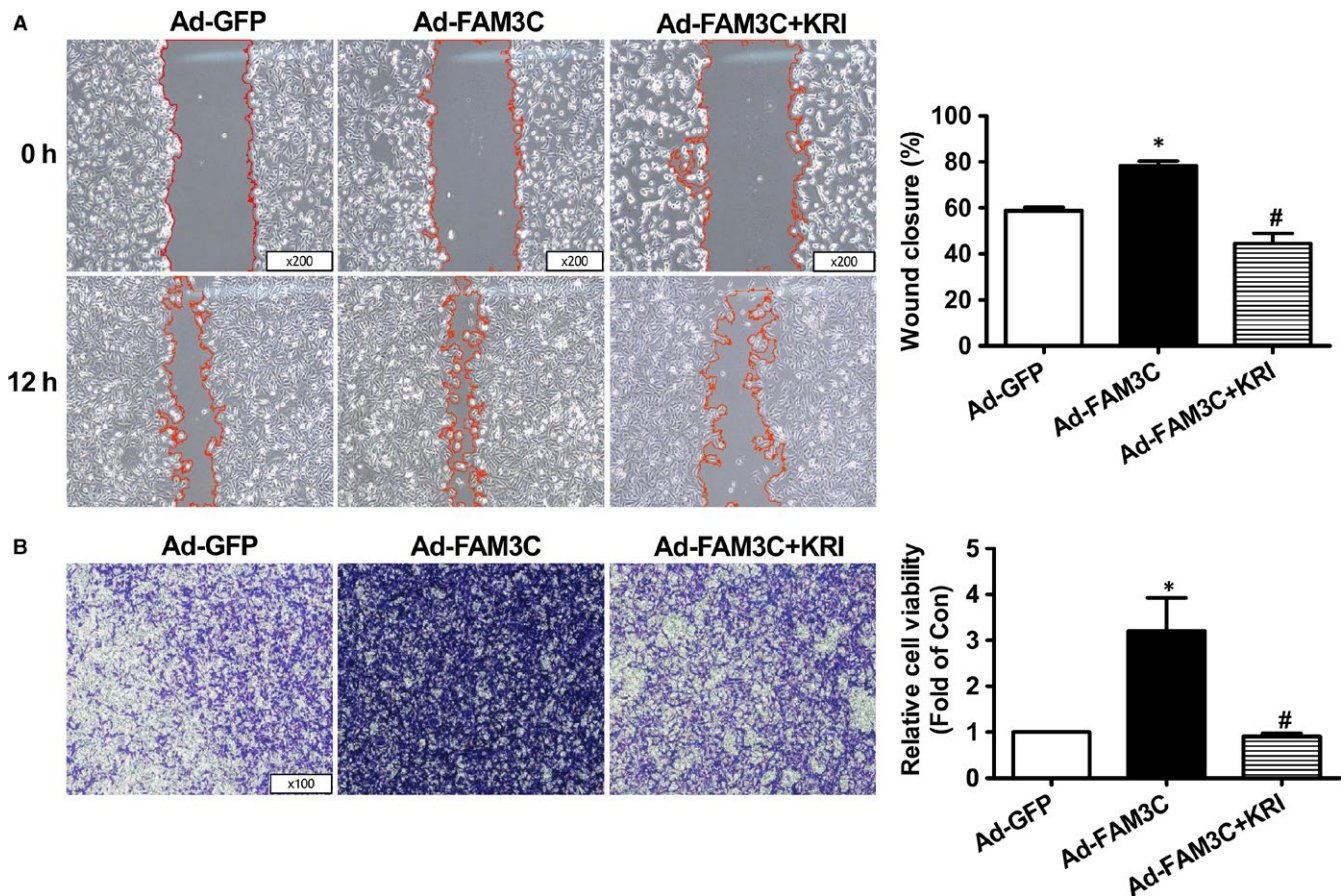 A
Ad-GFP
Ad-FAM3C
Ad-FAM3C+KRI
0 h
x200
x200
x200
12 h
Wound closure (%)
100
80
60
40
20
0
*
#
Ad-GFP
Ad-FAM3C
Ad-FAM3C+KRI
B
Ad-GFP
Ad-FAM3C
Ad-FAM3C+KRI
x100
Relative cell viability
(Fold of Con)
5
4
3
2
1
0
*
#
Ad-GFP
Ad-FAM3C
Ad-FAM3C+KRI